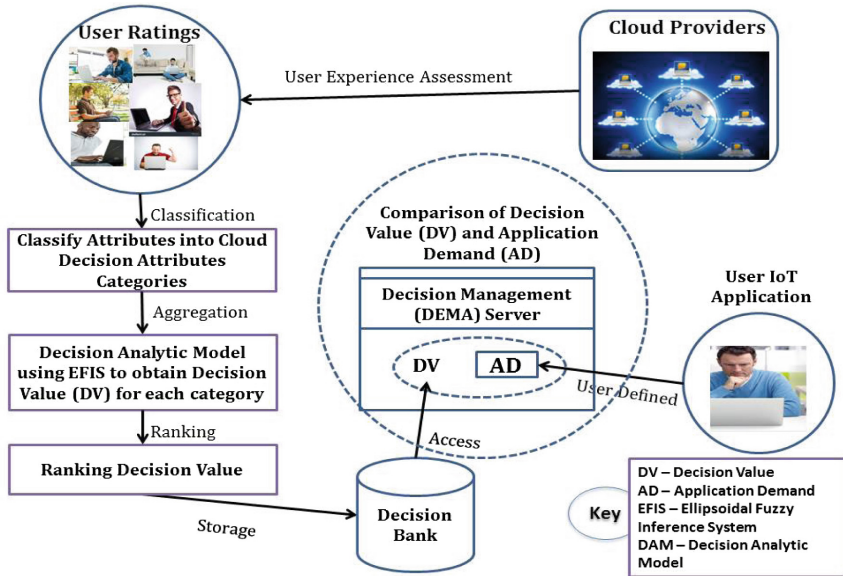 User Ratings
Cloud Providers
User Experience Assessment
Classification
Classify Attributes into Cloud
Decision Attributes
Categories
Aggregation
Decision Analytic Model
using EFIS to obtain Decision
Value (DV) for each category
Ranking
Ranking Decision Value
Storage
Decision
Bank
Access
Comparison of Decision
Value (DV) and Application
Demand (AD)
Decision Management
(DEMA) Server
DV
AD
User Defined
User IoT
Application
Key
DV – Decision Value
AD – Application Demand
EFIS – Ellipsoidal Fuzzy
Inference System
DAM – Decision Analytic
Model